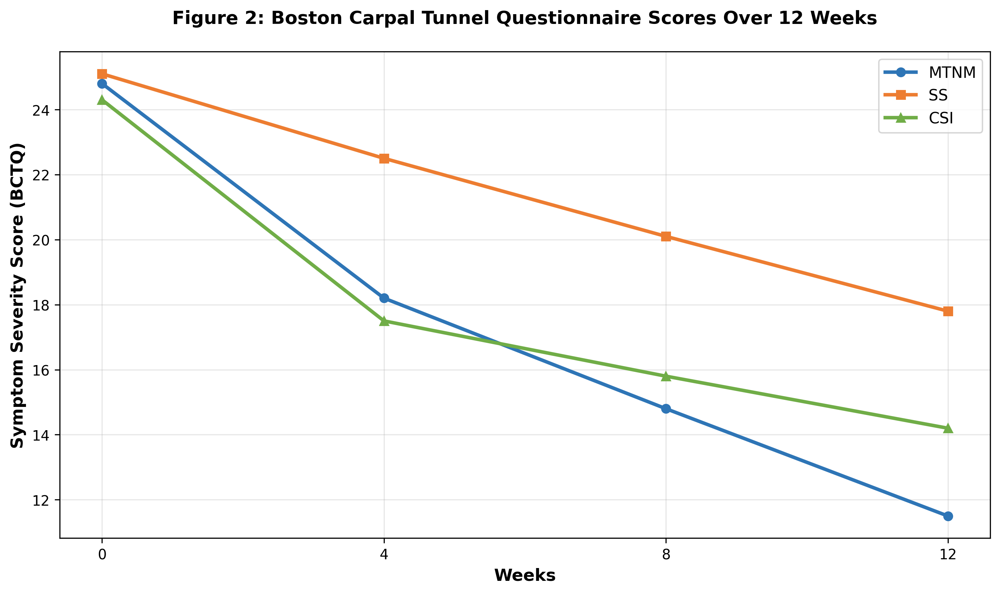 Figure 2: Boston Carpal Tunnel Questionnaire Scores Over 12 Weeks
MTNM
SS
CSI
Symptom Severity Score (BCTQ)
24
22
20
18
16
14
12
0 4 8 12
Weeks